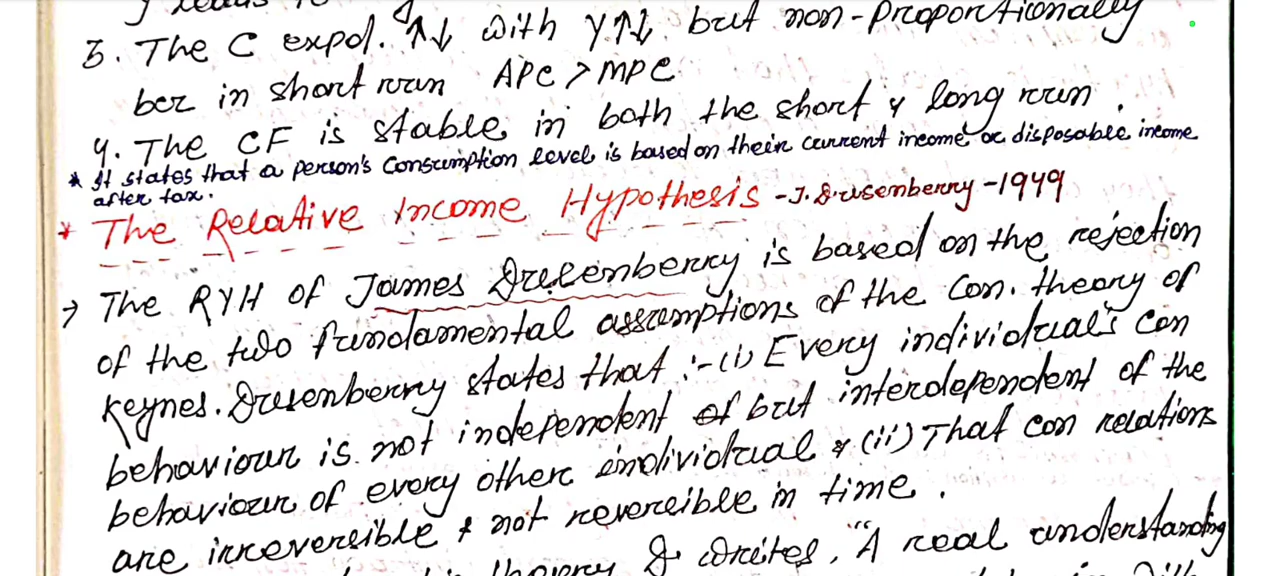 3. The C expd. ↑↓ with Y↑↓ but non-proportionally
bcz in short run APC > MPC
4. The CF is stable in both the short & long run.
* It states that a person's consumption level is based on their current income or disposable income
after tax.
* The Relative Income Hypothesis - J. Dusenberry - 1949
→ The RYH of James Dusenberry is based on the rejection
of the two fundamental assumptions of the Con. theory of
Keynes. Dusenberry states that :- (i) Every individual's Con
behaviour is not independent of but interdependent of the
behaviour of every other individual & (ii) That con relations
are irreversible & not reversible in time.
theory D writes, "A real understanding